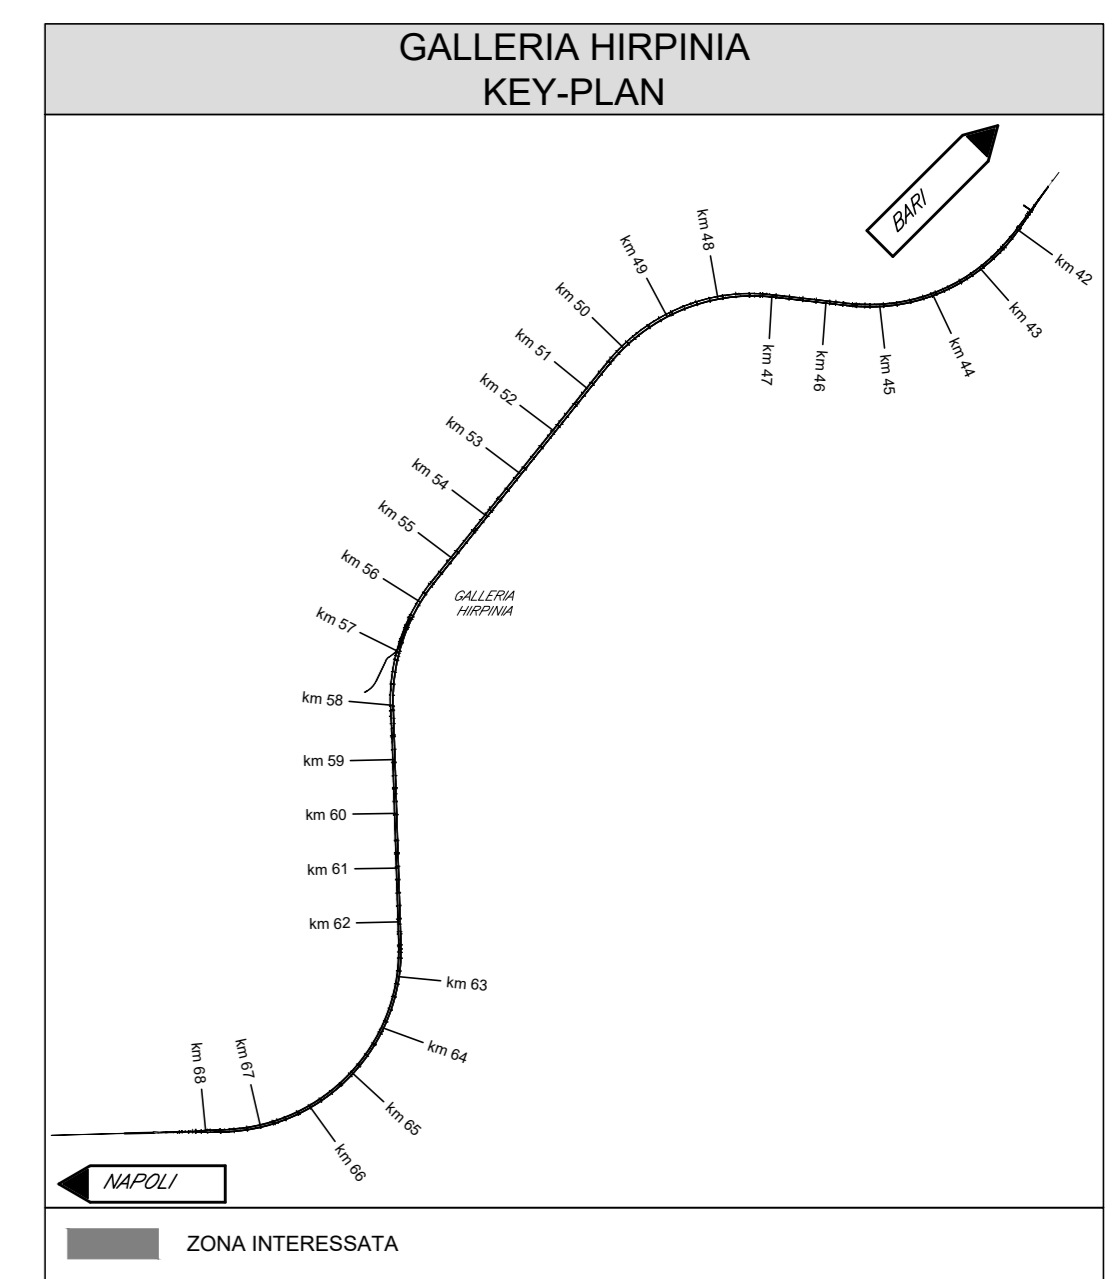 GALLERIA HIRPINIA
KEY-PLAN
BARI
km 42
km 43
km 44
km 45
km 46
km 47
km 48
km 49
km 50
km 51
km 52
km 53
km 54
km 55
km 56
GALLERIA
HIRPINIA
km 57
km 58
km 59
km 60
km 61
km 62
km 63
km 64
km 65
km 66
km 67
km 68
NAPOLI
ZONA INTERESSATA